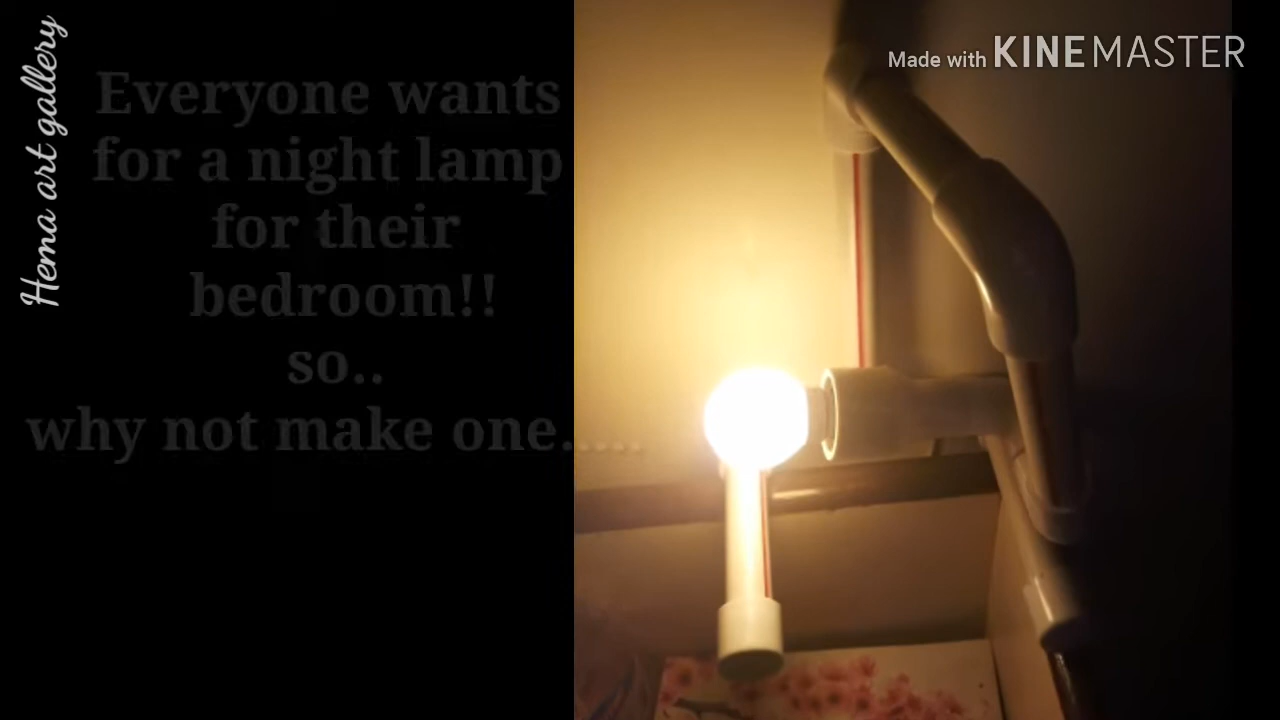 Hema art gallery
Everyone wants
for a night lamp
for their
bedroom!!
so..
why not make one.....
Made with KINEMASTER